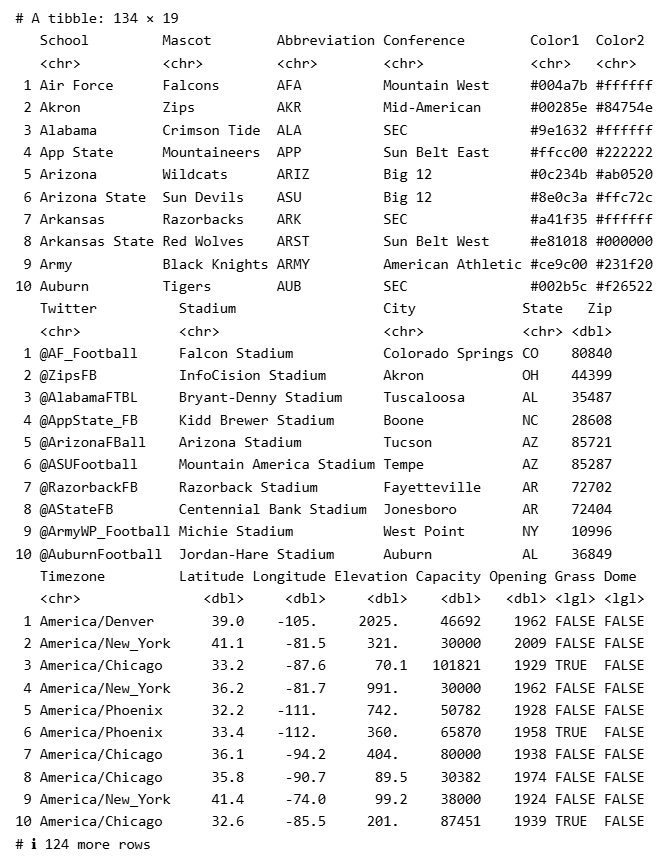 # A tibble: 134 × 19
   School         Mascot        Abbreviation Conference        Color1  Color2
   <chr>          <chr>         <chr>        <chr>             <chr>   <chr>
 1 Air Force      Falcons       AFA          Mountain West     #004a7b #ffffff
 2 Akron          Zips          AKR          Mid-American      #00285e #84754e
 3 Alabama        Crimson Tide  ALA          SEC               #9e1632 #ffffff
 4 App State      Mountaineers  APP          Sun Belt East     #ffcc00 #222222
 5 Arizona        Wildcats      ARIZ         Big 12            #0c234b #ab0520
 6 Arizona State  Sun Devils    ASU          Big 12            #8e0c3a #ffc72c
 7 Arkansas       Razorbacks    ARK          SEC               #a41f35 #ffffff
 8 Arkansas State Red Wolves    ARST         Sun Belt West     #e81018 #000000
 9 Army           Black Knights ARMY         American Athletic #ce9c00 #231f20
10 Auburn         Tigers        AUB          SEC               #002b5c #f26522
   Twitter          Stadium                  City             State   Zip
   <chr>            <chr>                    <chr>            <chr> <dbl>
 1 @AF_Football     Falcon Stadium           Colorado Springs CO    80840
 2 @ZipsFB          InfoCision Stadium       Akron            OH    44399
 3 @AlabamaFTBL     Bryant-Denny Stadium     Tuscaloosa       AL    35487
 4 @AppState_FB     Kidd Brewer Stadium      Boone            NC    28608
 5 @ArizonaFBall    Arizona Stadium          Tucson           AZ    85721
 6 @ASUFootball     Mountain America Stadium Tempe            AZ    85287
 7 @RazorbackFB     Razorback Stadium        Fayetteville     AR    72702
 8 @AStateFB        Centennial Bank Stadium  Jonesboro        AR    72404
 9 @ArmyWP_Football Michie Stadium           West Point       NY    10996
10 @AuburnFootball  Jordan-Hare Stadium      Auburn           AL    36849
   Timezone         Latitude Longitude Elevation Capacity Opening Grass Dome
   <chr>               <dbl>     <dbl>     <dbl>    <dbl>   <dbl> <lgl> <lgl>
 1 America/Denver       39.0    -105.     2025.     46692    1962 FALSE FALSE
 2 America/New_York     41.1     -81.5     321.     30000    2009 FALSE FALSE
 3 America/Chicago      33.2     -87.6      70.1   101821    1929 TRUE  FALSE
 4 America/New_York     36.2     -81.7     991.     30000    1962 FALSE FALSE
 5 America/Phoenix      32.2    -111.      742.     50782    1928 FALSE FALSE
 6 America/Phoenix      33.4    -112.      360.     65870    1958 TRUE  FALSE
 7 America/Chicago      36.1     -94.2     404.     80000    1938 FALSE FALSE
 8 America/Chicago      35.8     -90.7      89.5    30382    1974 FALSE FALSE
 9 America/New_York     41.4     -74.0      99.2    38000    1924 FALSE FALSE
10 America/Chicago      32.6     -85.5     201.     87451    1939 TRUE  FALSE
# ℹ 124 more rows